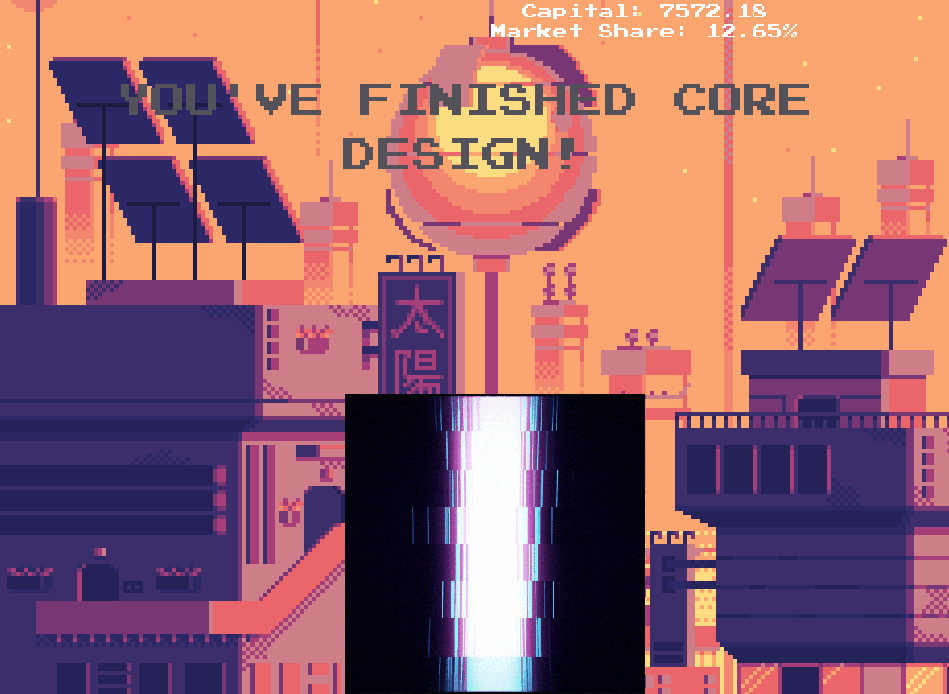 Capital: 7572.18
Market Share: 12.65%
YOU'VE FINISHED CORE
DESIGN!
太
陽